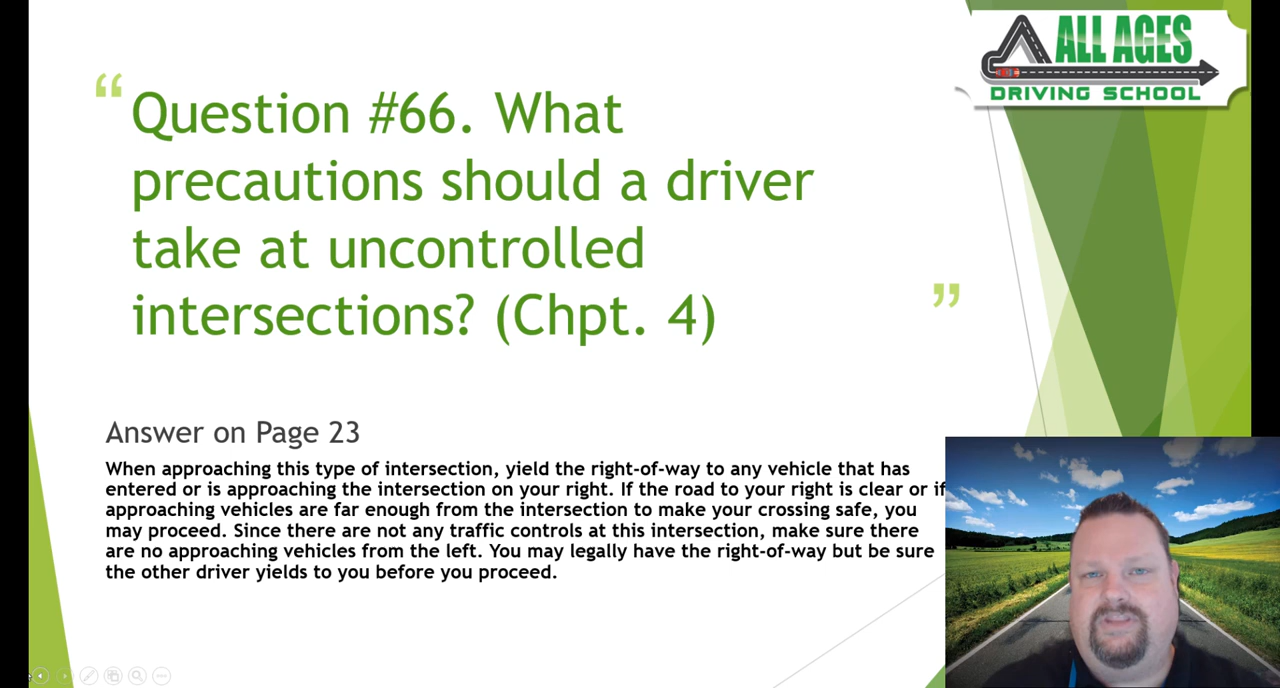 ALL AGES
DRIVING SCHOOL
“
Question #66. What
precautions should a driver
take at uncontrolled
intersections? (Chpt. 4)
”
Answer on Page 23
When approaching this type of intersection, yield the right-of-way to any vehicle that has
entered or is approaching the intersection on your right. If the road to your right is clear or if
approaching vehicles are far enough from the intersection to make your crossing safe, you
may proceed. Since there are not any traffic controls at this intersection, make sure there
are no approaching vehicles from the left. You may legally have the right-of-way but be sure
the other driver yields to you before you proceed.